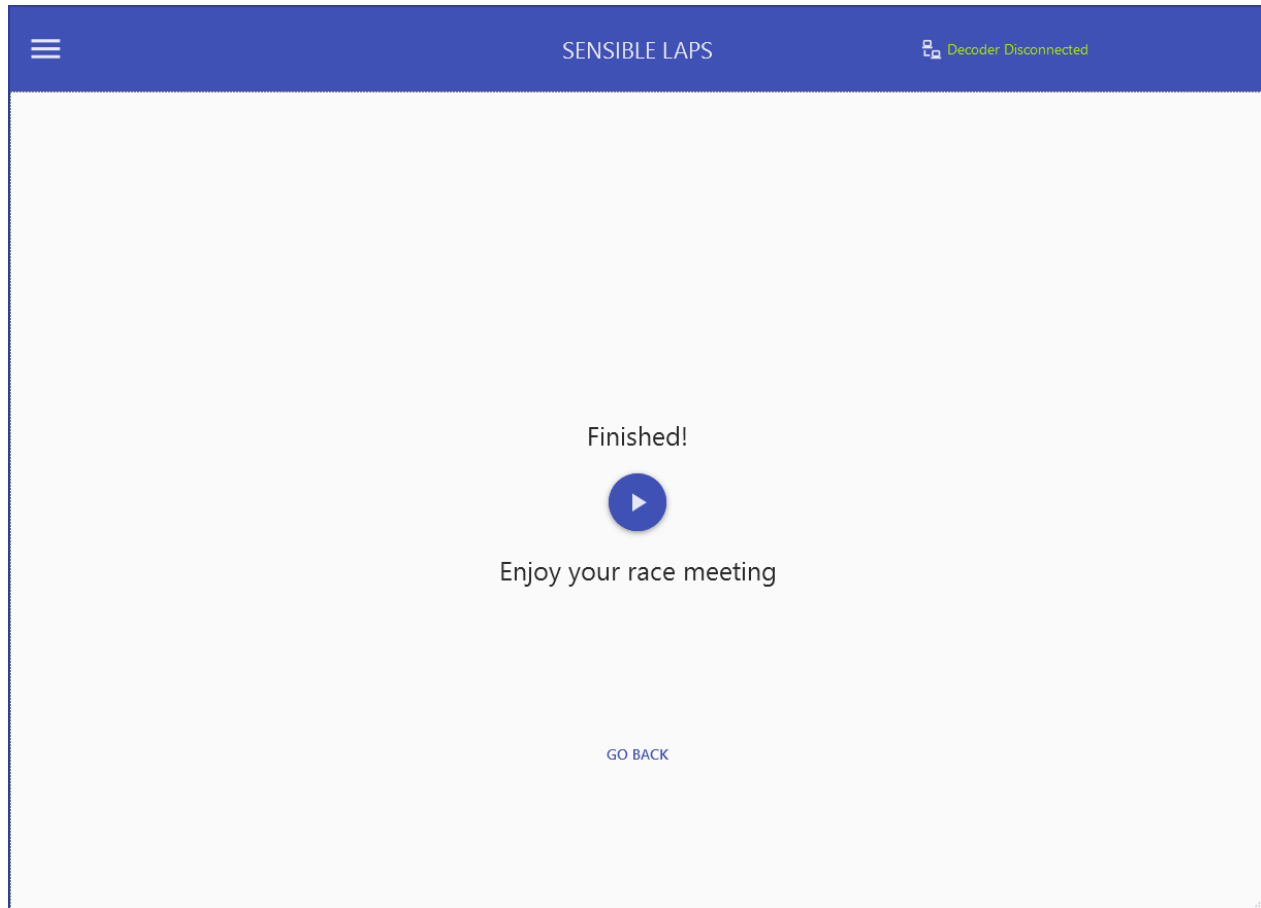 SENSIBLE LAPS
Decoder Disconnected
Finished!
Enjoy your race meeting
GO BACK